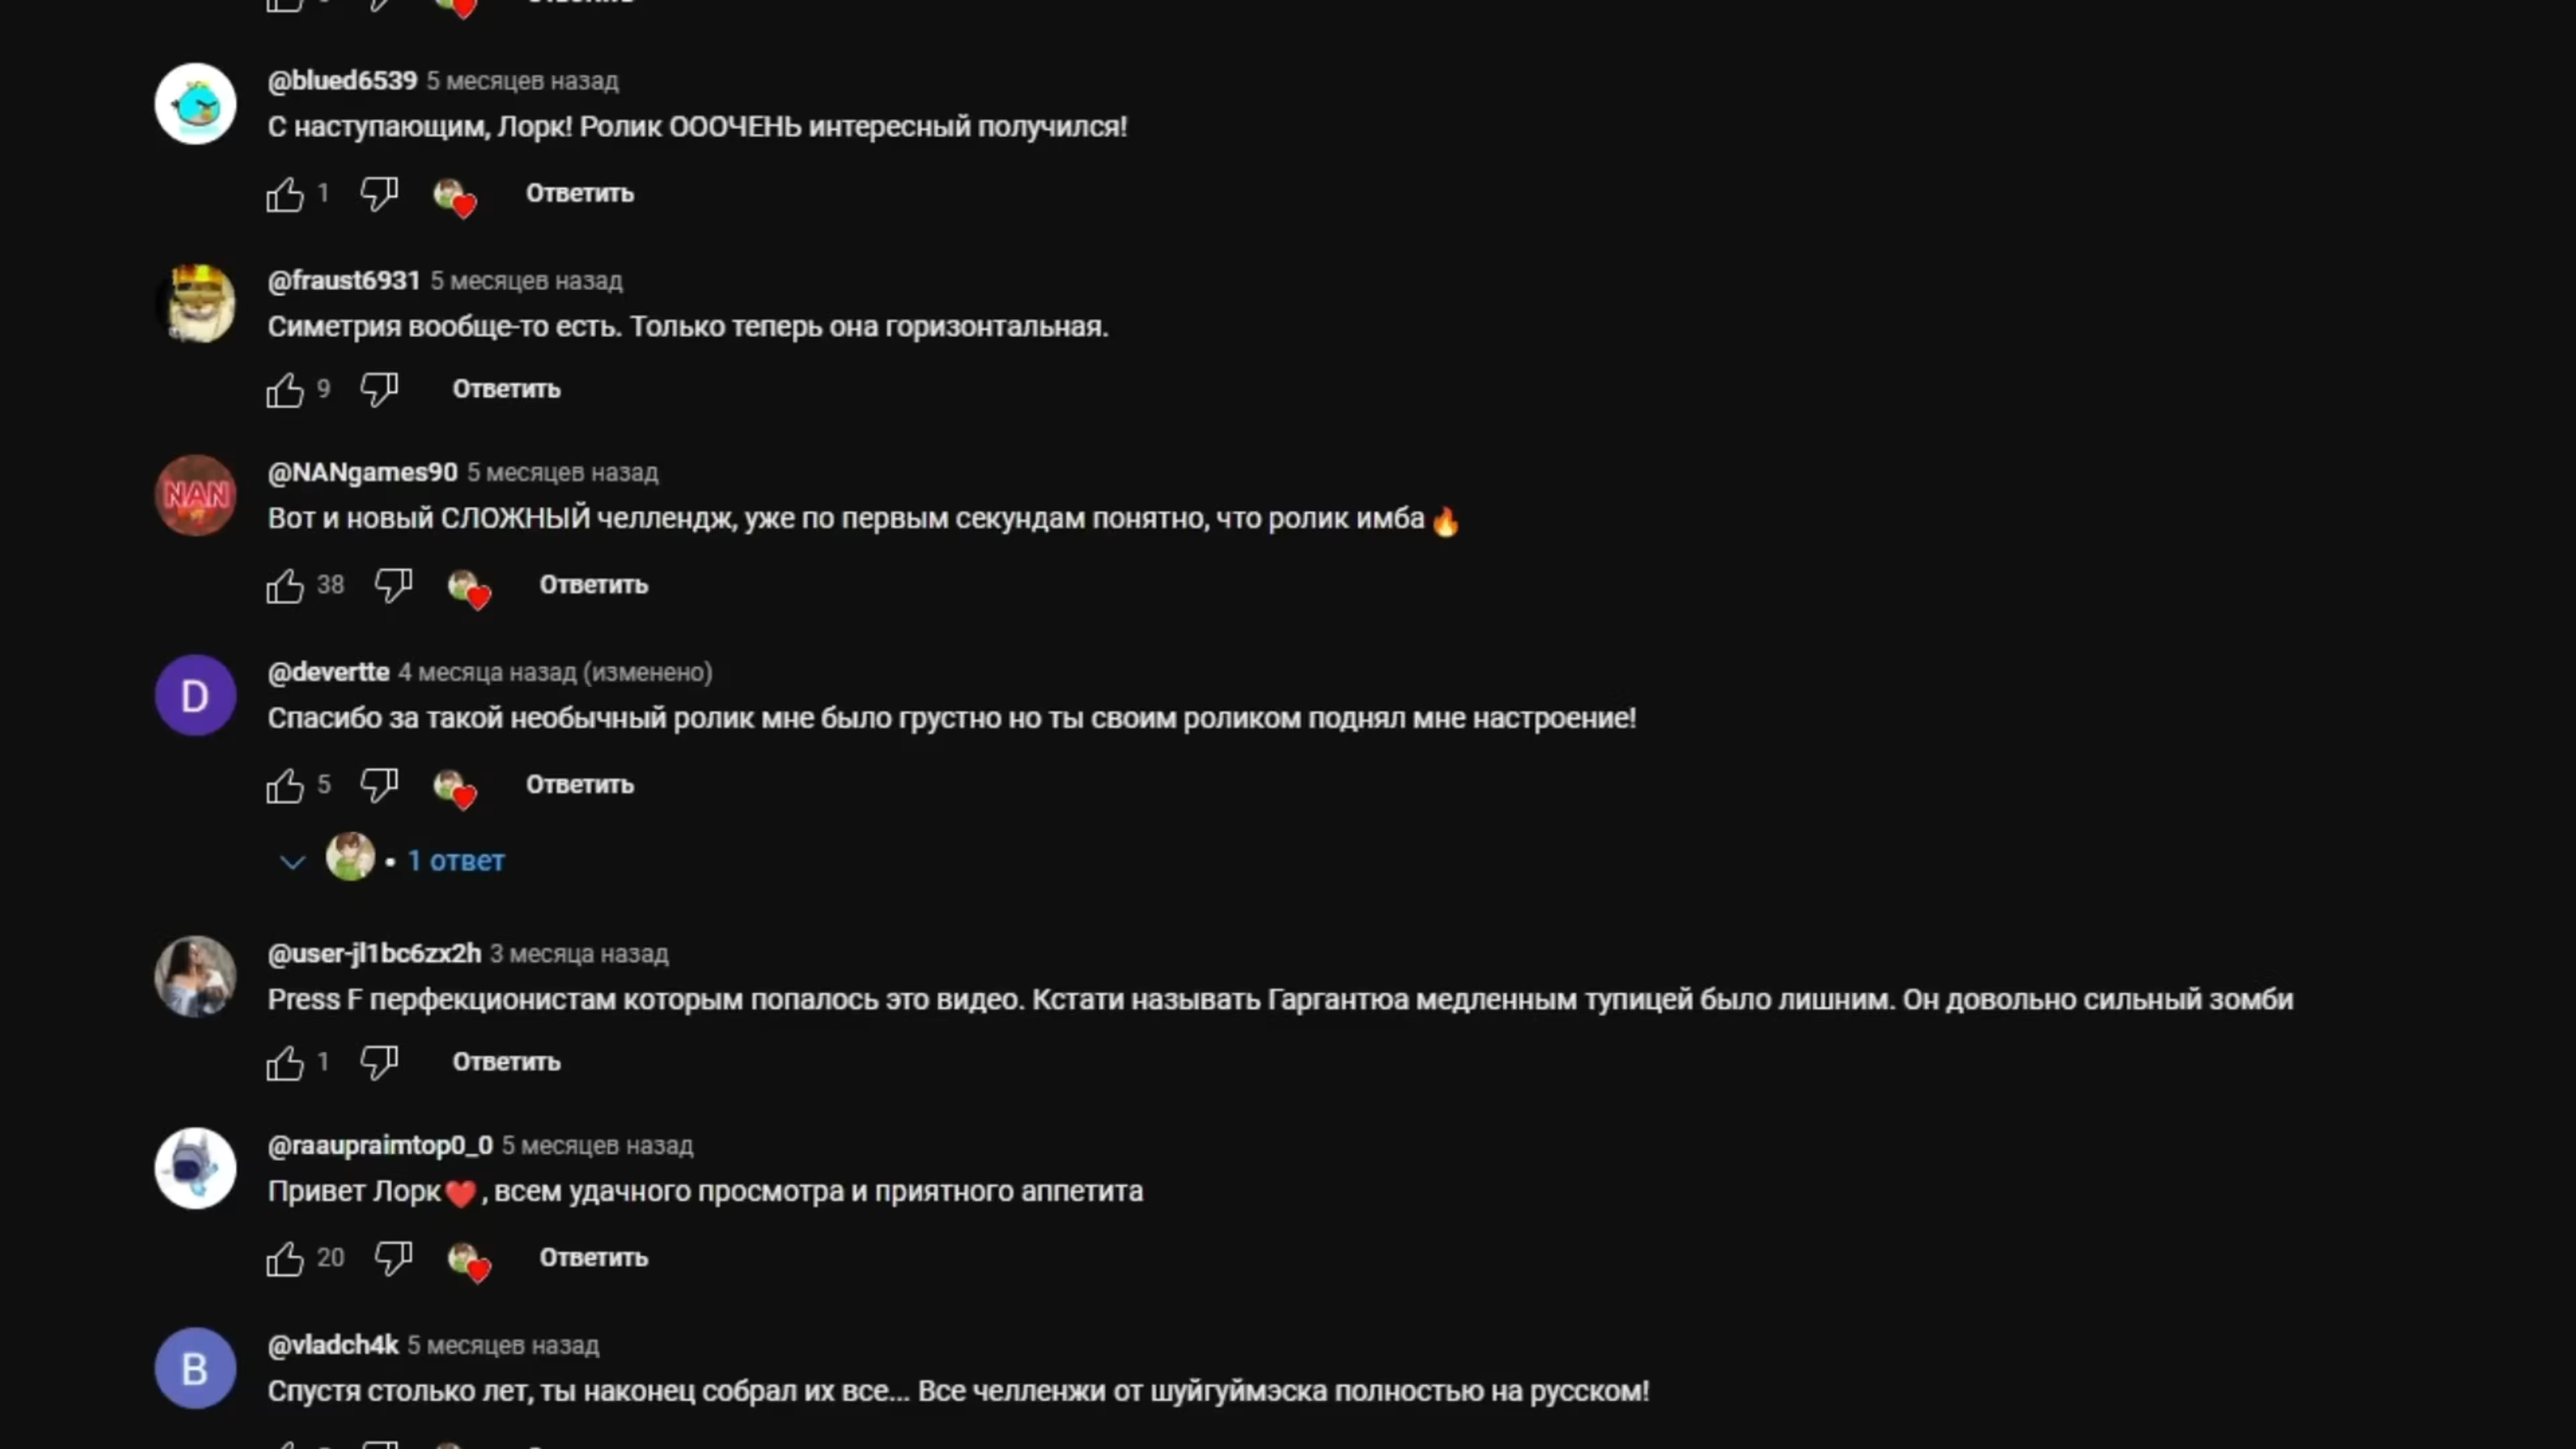 @blued6539 5 месяцев назад
С наступающим, Лорк! Ролик ОООЧЕНЬ интересный получился!
1 Ответить
@fraust6931 5 месяцев назад
Симетрия вообще-то есть. Только теперь она горизонтальная.
9 Ответить
NAN
@NANgames90 5 месяцев назад
Вот и новый СЛОЖНЫЙ челлендж, уже по первым секундам понятно, что ролик имба🔥
38 Ответить
D
@devertte 4 месяца назад (изменено)
Спасибо за такой необычный ролик мне было грустно но ты своим роликом поднял мне настроение!
5 Ответить
• 1 ответ
@user-jl1bc6zx2h 3 месяца назад
Press F перфекционистам которым попалось это видео. Кстати называть Гаргантюа медленным тупицей было лишним. Он довольно сильный зомби
1 Ответить
@raaupraimtop0_0 5 месяцев назад
Привет Лорк❤️, всем удачного просмотра и приятного аппетита
20 Ответить
В
@vladch4k 5 месяцев назад
Спустя столько лет, ты наконец собрал их все... Все челленжи от шуйгуймэска полностью на русском!